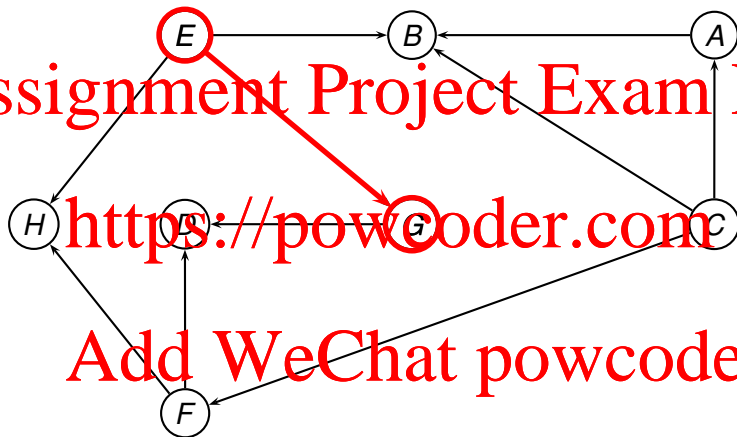 E B A
ssignment Project Exam
H D G C
https://powcoder.com
Add WeChat powcode
F